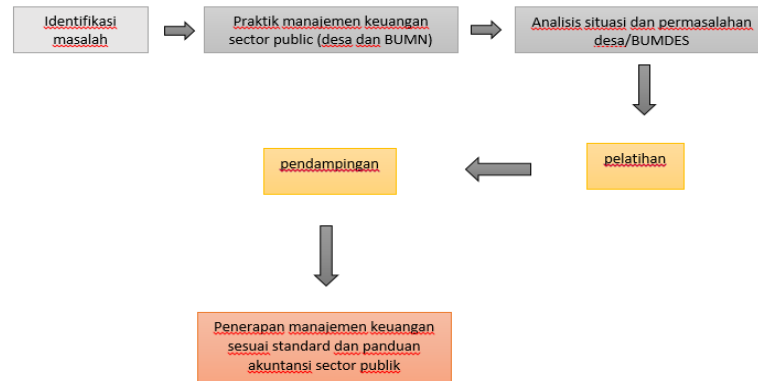 Identifikasi
masalah
Praktik manajemen keuangan
sector public (desa dan BUMN)
Analisis situasi dan permasalahan
desa/BUMDES
pelatihan
pendampingan
Penerapan manajemen keuangan
sesuai standard dan panduan
akuntansi sector publik